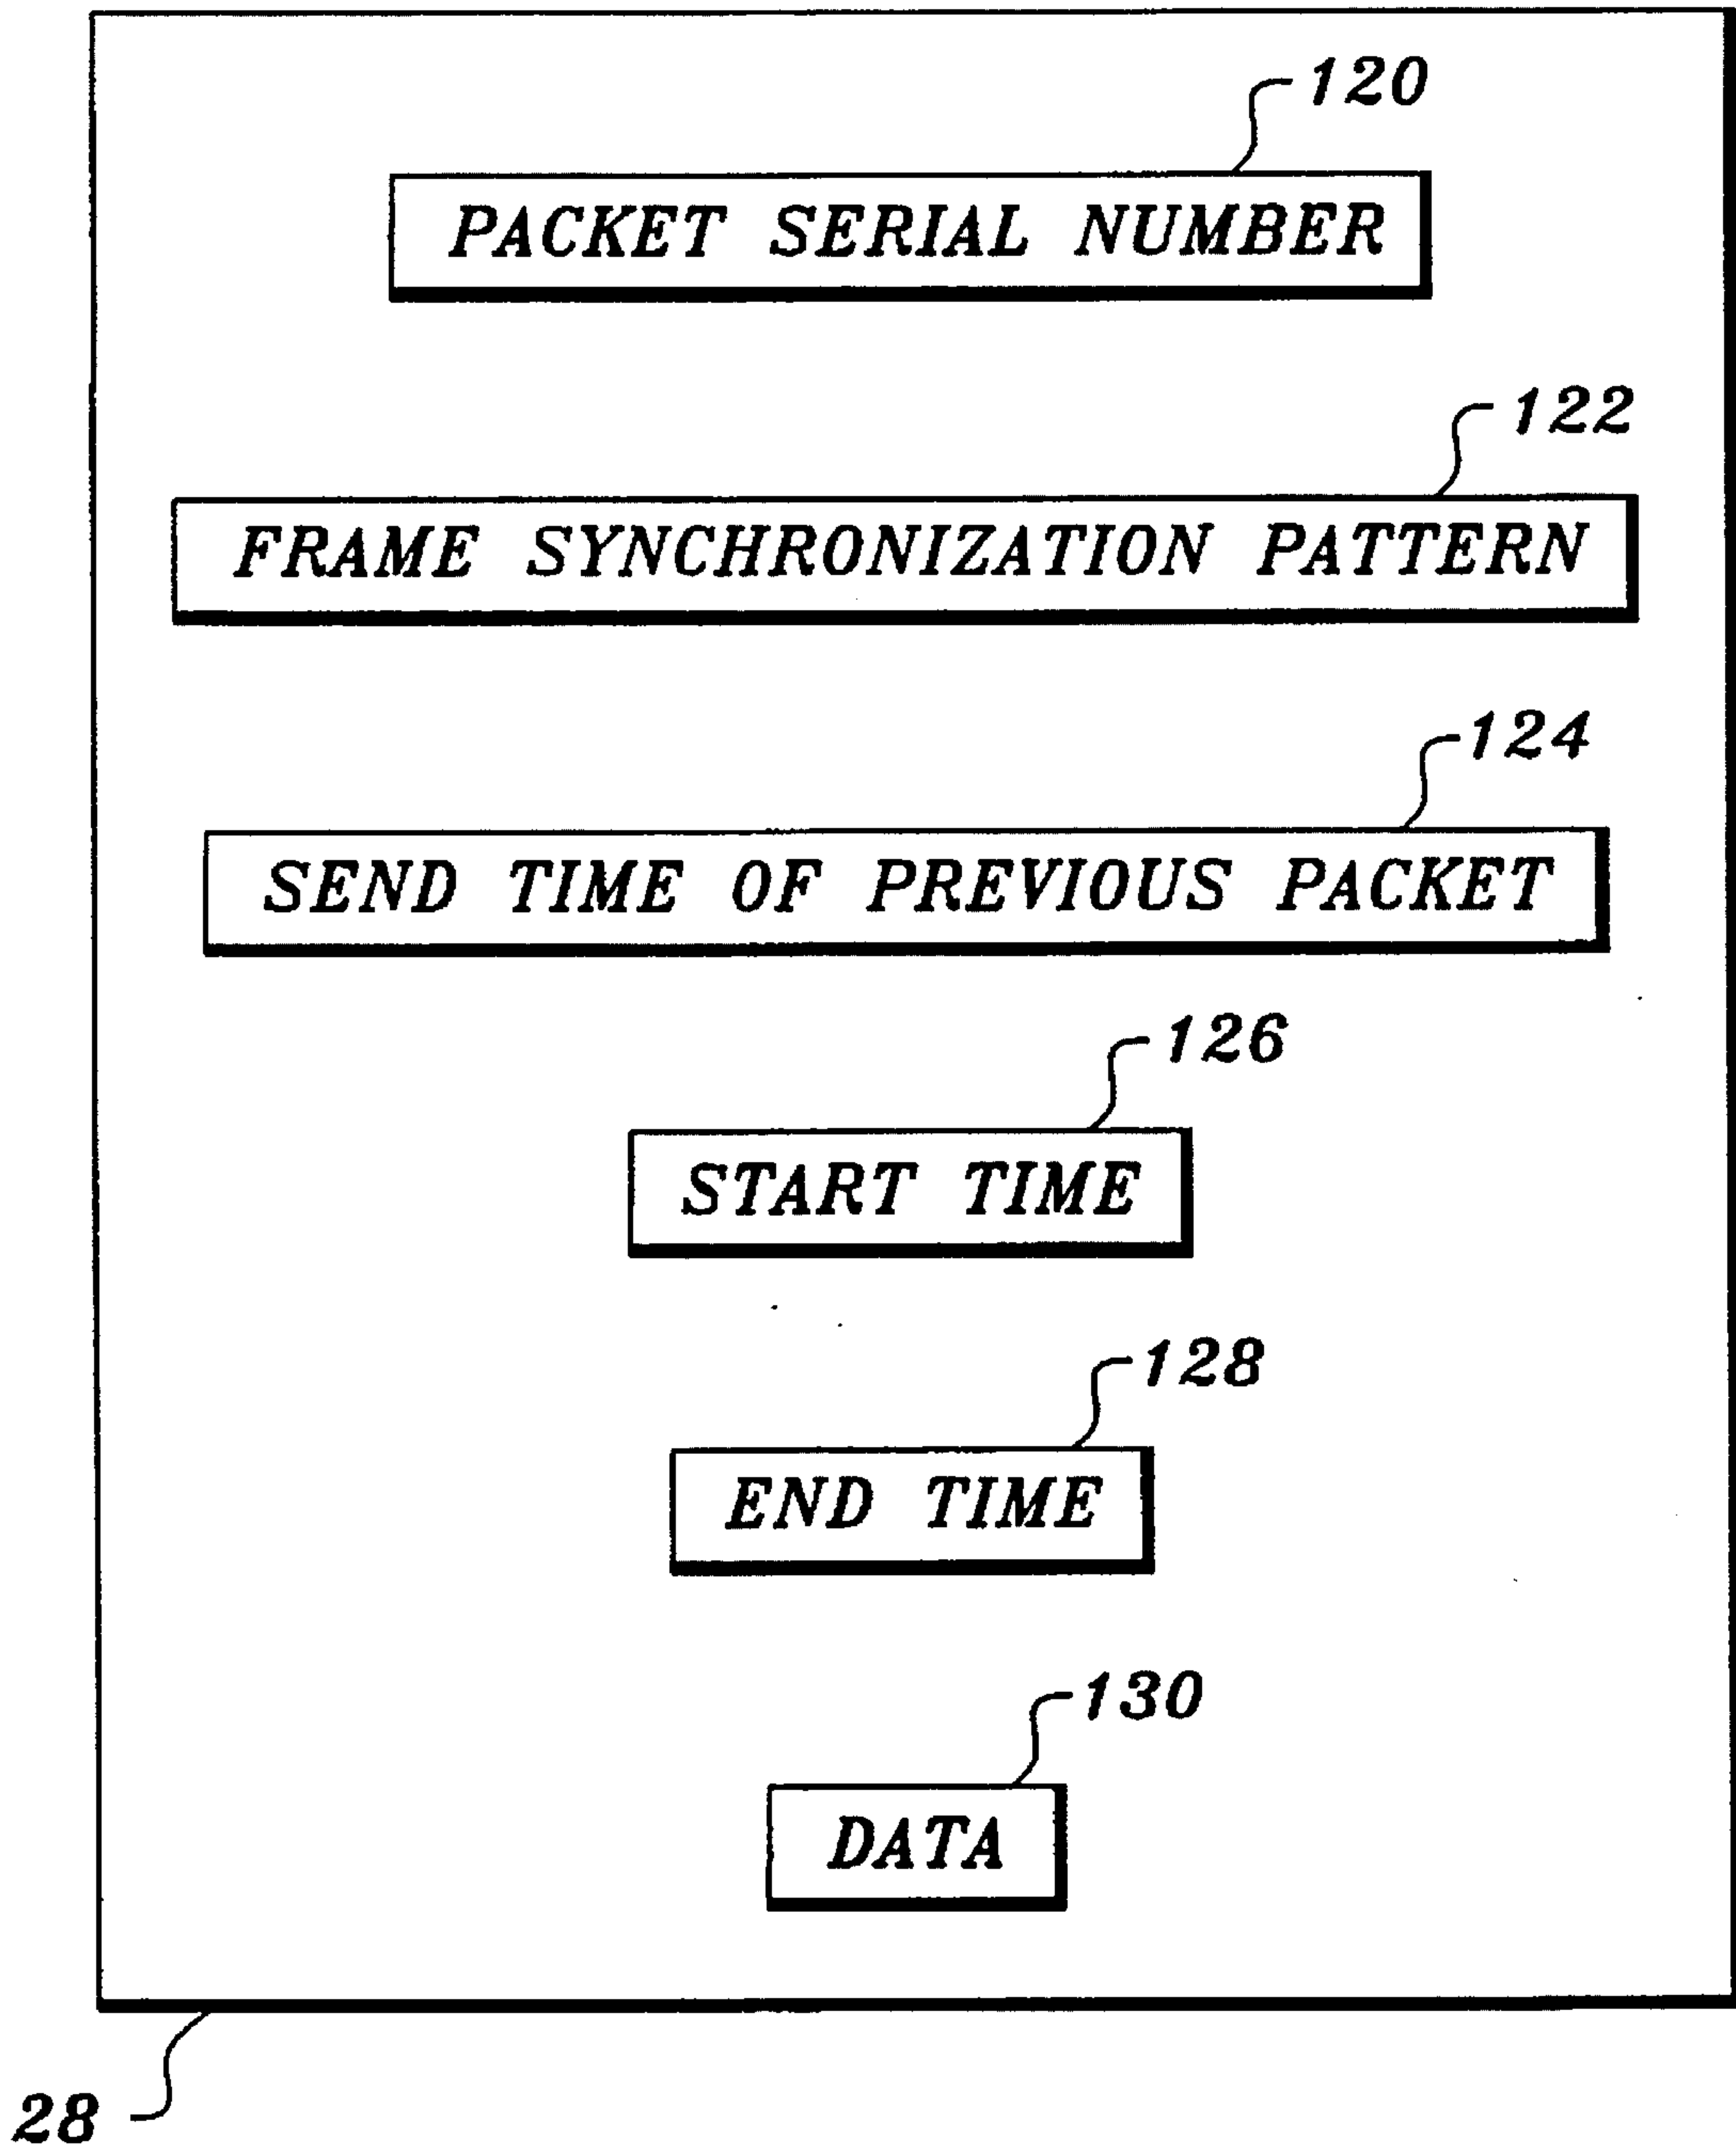 120
PACKET SERIAL NUMBER
122
FRAME SYNCHRONIZATION PATTERN
124
SEND TIME OF PREVIOUS PACKET
126
START TIME
128
END TIME
130
DATA
28